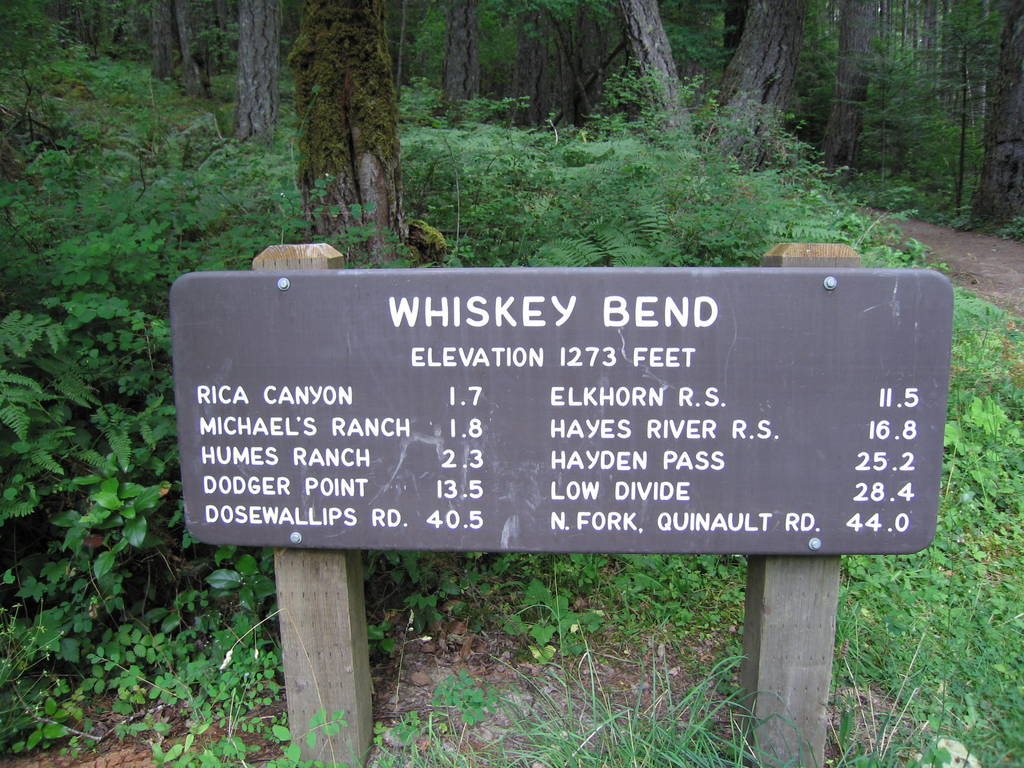 WHISKEY BEND
ELEVATION 1273 FEET
RICA CANYON 1.7
MICHAEL'S RANCH 1.8
HUMES RANCH 2.3
DODGER POINT 13.5
DOSEWALLIPS RD. 40.5
ELKHORN R.S. 11.5
HAYES RIVER R.S. 16.8
HAYDEN PASS 25.2
LOW DIVIDE 28.4
N. FORK, QUINAULT RD. 44.0